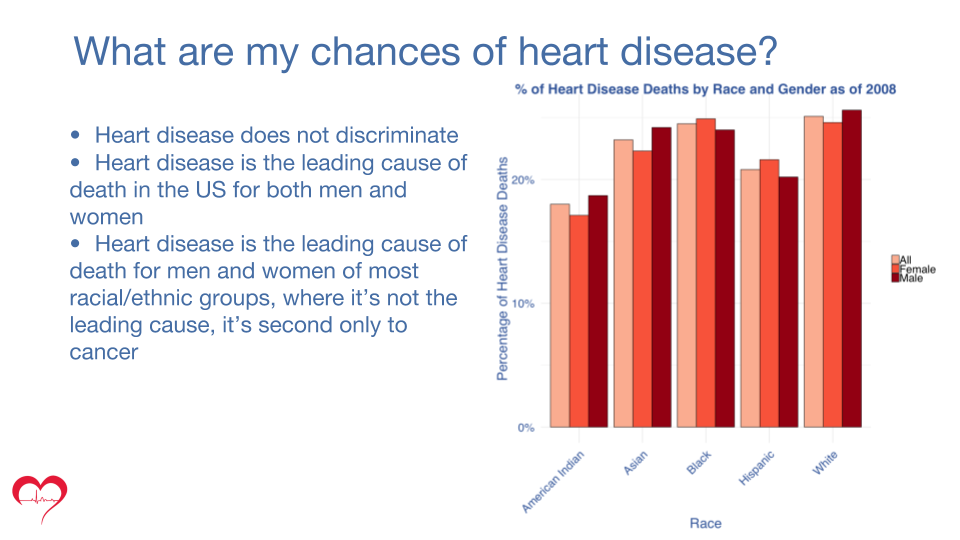 What are my chances of heart disease?
• Heart disease does not discriminate
• Heart disease is the leading cause of
death in the US for both men and
women
• Heart disease is the leading cause of
death for men and women of most
racial/ethnic groups, where it’s not the
leading cause, it’s second only to
cancer
% of Heart Disease Deaths by Race and Gender as of 2008
Percentage of Heart Disease Deaths
20%
10%
0%
American Indian
Asian
Black
Hispanic
White
Race
All
Female
Male